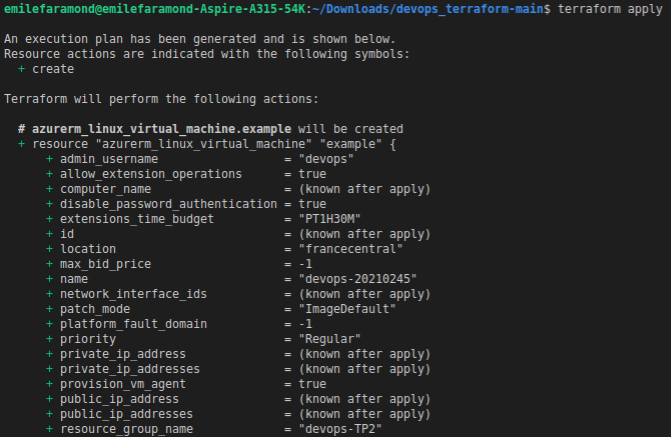 emilefaramond@emilefaramond-Aspire-A315-54K:~/Downloads/devops_terraform-main$ terraform apply
An execution plan has been generated and is shown below.
Resource actions are indicated with the following symbols:
+ create
Terraform will perform the following actions:
# azurerm_linux_virtual_machine.example will be created
+ resource "azurerm_linux_virtual_machine" "example" {
+ admin_username = "devops"
+ allow_extension_operations = true
+ computer_name = (known after apply)
+ disable_password_authentication = true
+ extensions_time_budget = "PT1H30M"
+ id = (known after apply)
+ location = "francecentral"
+ max_bid_price = -1
+ name = "devops-20210245"
+ network_interface_ids = (known after apply)
+ patch_mode = "ImageDefault"
+ platform_fault_domain = -1
+ priority = "Regular"
+ private_ip_address = (known after apply)
+ private_ip_addresses = (known after apply)
+ provision_vm_agent = true
+ public_ip_address = (known after apply)
+ public_ip_addresses = (known after apply)
+ resource_group_name = "devops-TP2"